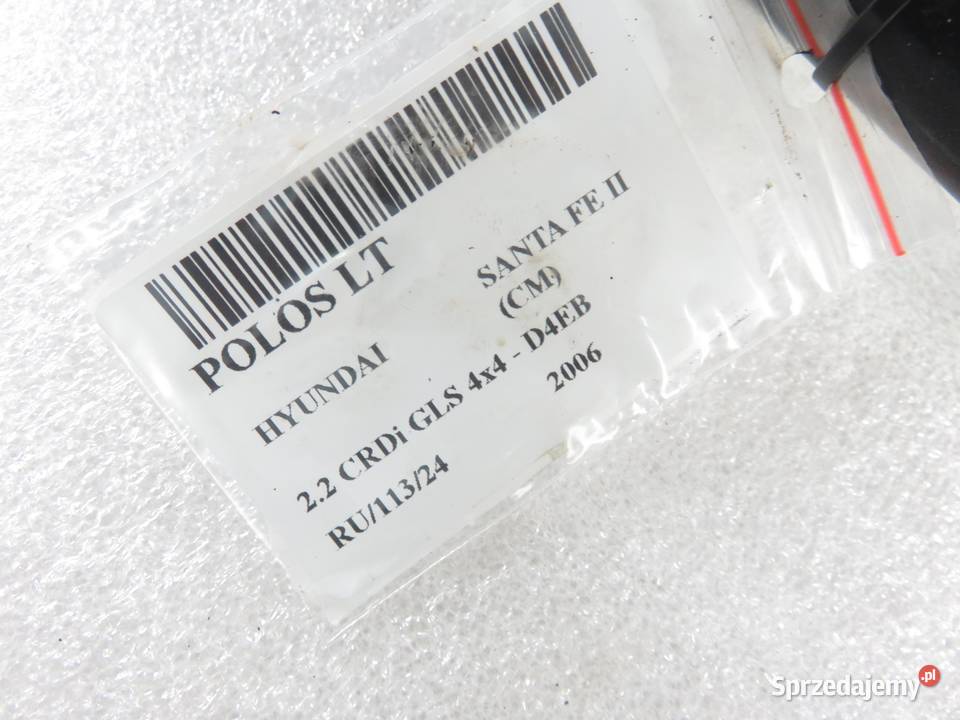 POLOS LT
HYUNDAI SANTA FE II
(CM)
2.2 CRDi GLS 4x4 - D4EB
RU/113/24 2006
Sprzedajemy.pl